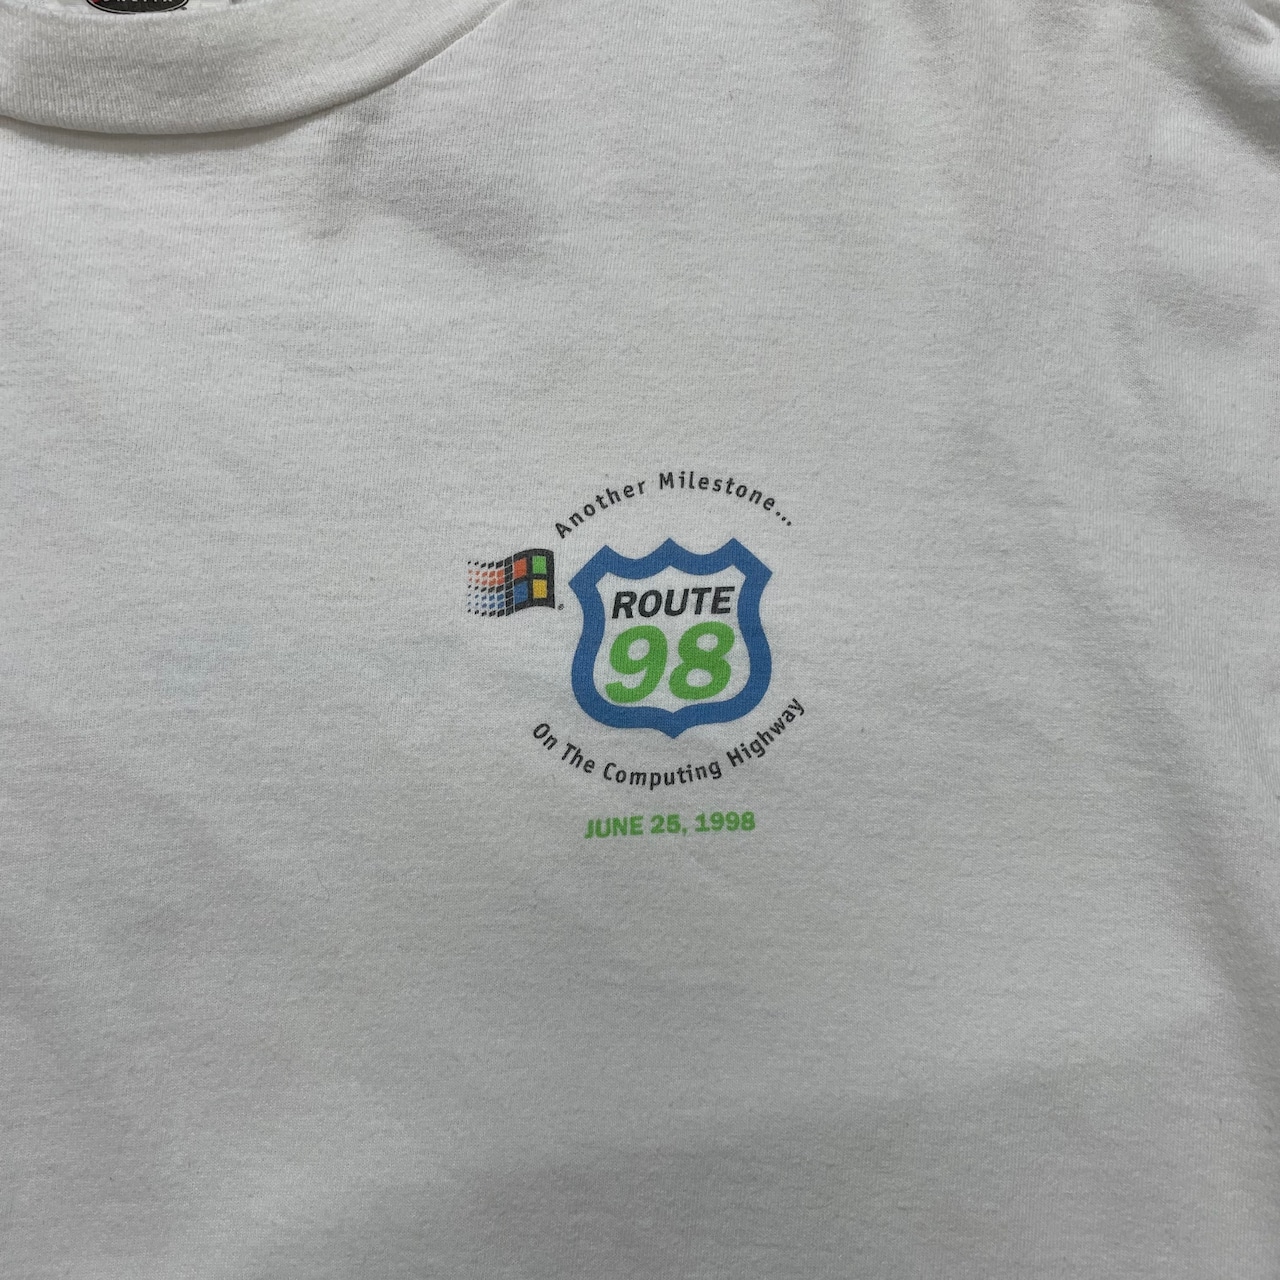 Another Milestone...
ROUTE
98
On The Computing Highway
JUNE 25, 1998